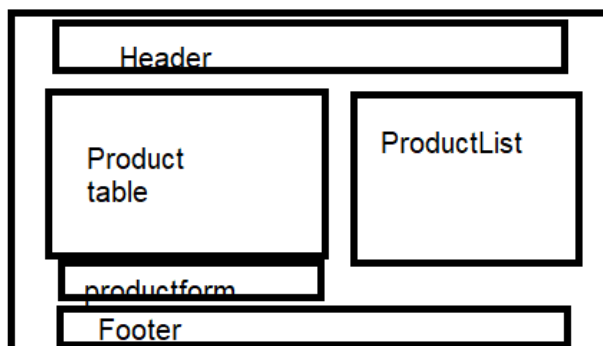 Header
Product
table
ProductList
productform
Footer